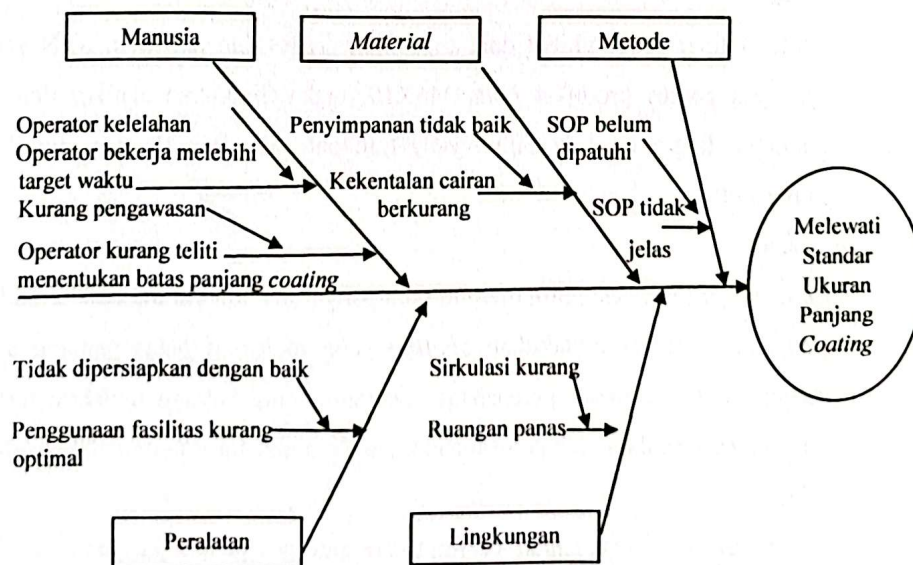 Manusia
Material
Metode
Operator kelelahan
Operator bekerja melebihi
target waktu
Kurang pengawasan
Operator kurang teliti
menentukan batas panjang coating
Penyimpanan tidak baik
Kekentalan cairan
berkurang
SOP belum
dipatuhi
SOP tidak
jelas
Melewati
Standar
Ukuran
Panjang
Coating
Tidak dipersiapkan dengan baik
Penggunaan fasilitas kurang
optimal
Sirkulasi kurang
Ruangan panas
Peralatan
Lingkungan